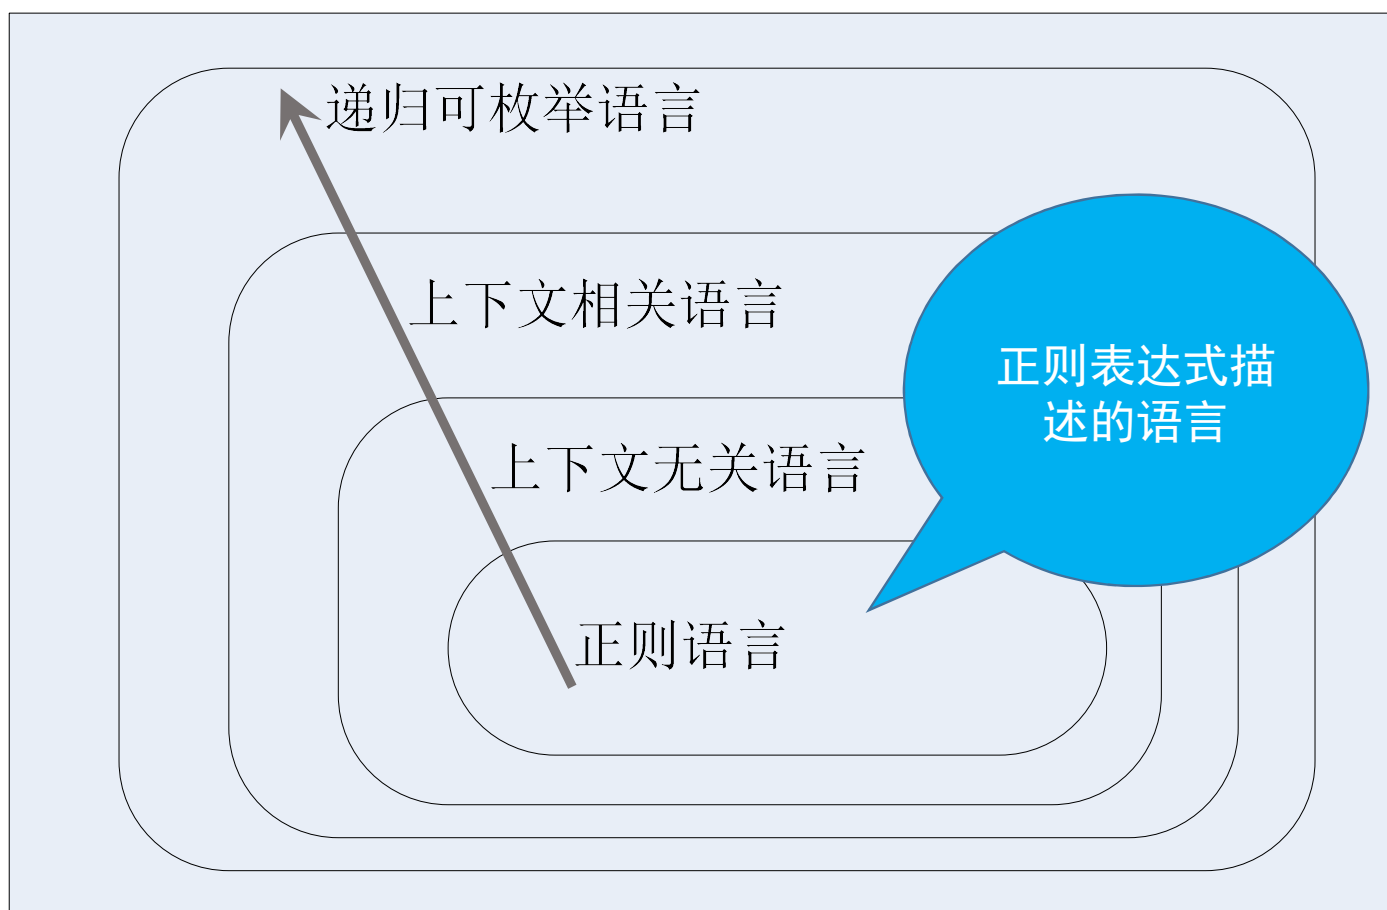 递归可枚举语言
上下文相关语言
正则表达式描
述的语言
上下文无关语言
正则语言